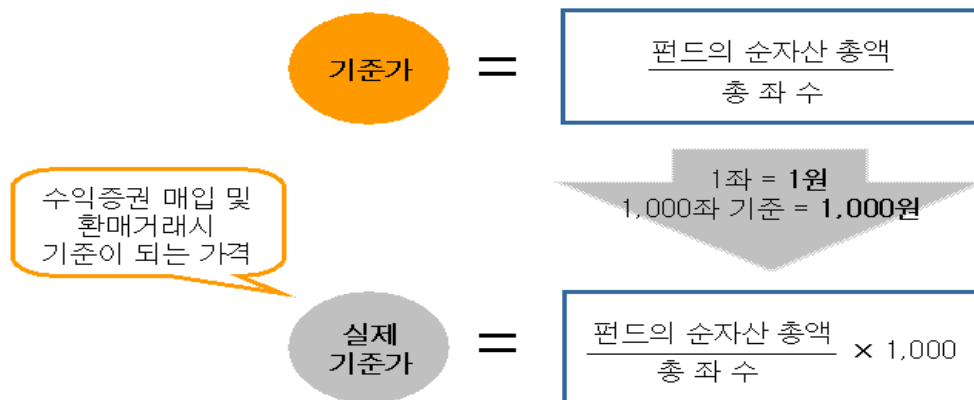 기준가
=
펀드의 순자산 총액
총 좌 수
1좌 = 1원
1,000좌 기준 = 1,000원
수익증권 매입 및
환매거래시
기준이 되는 가격
실제
기준가
=
펀드의 순자산 총액
총 좌 수
× 1,000